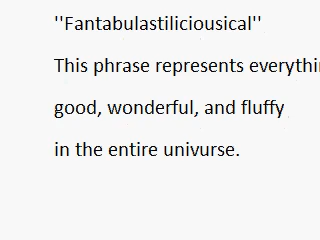 ''Fantabulastiliciousical''
This phrase represents everythi
good, wonderful, and fluffy
in the entire univurse.